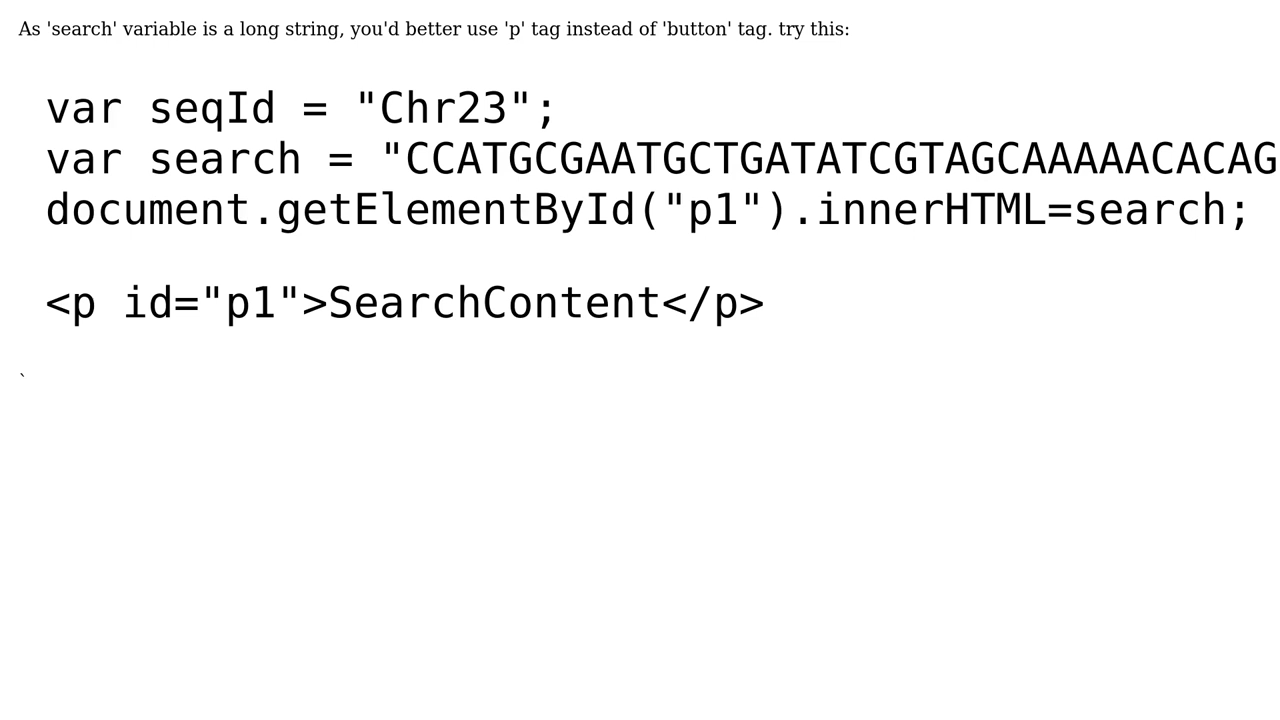 As 'search' variable is a long string, you'd better use 'p' tag instead of 'button' tag. try this:
var seqId = "Chr23";
var search = "CCATGCGAATGCTGATATCGTAGCAAAAACACAG
document.getElementById("p1").innerHTML=search;
<p id="p1">SearchContent</p>
`